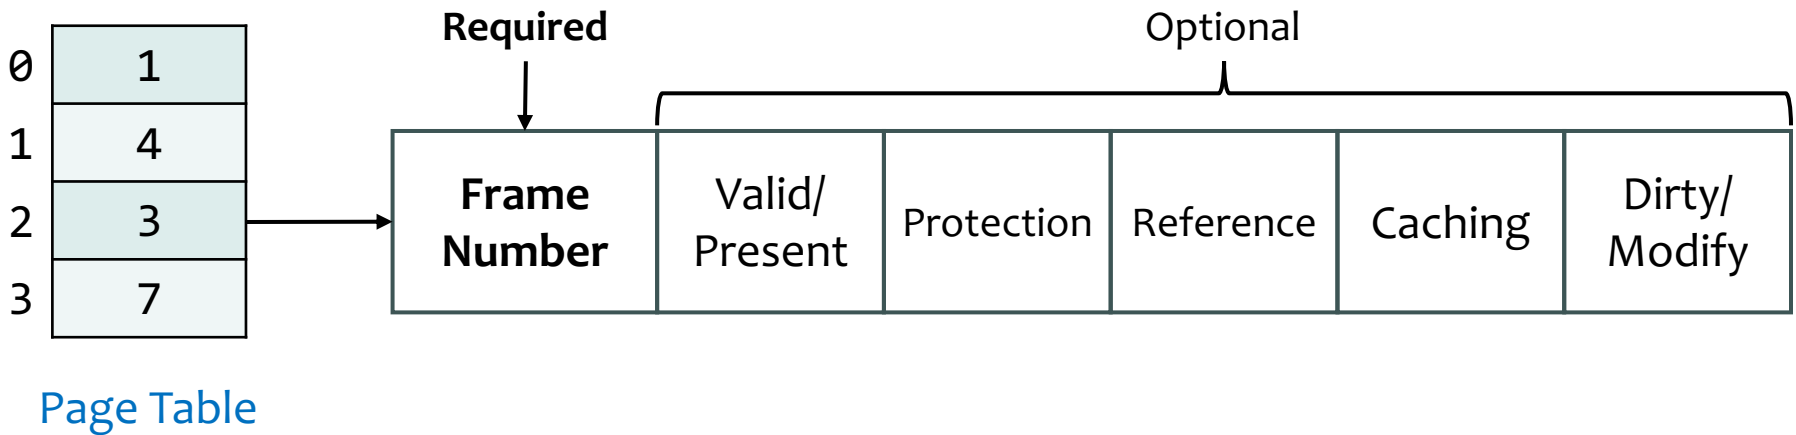 Required
Optional
0 1
1 4
2 3
3 7
Frame
Number
Valid/
Present
Protection
Reference
Caching
Dirty/
Modify
Page Table